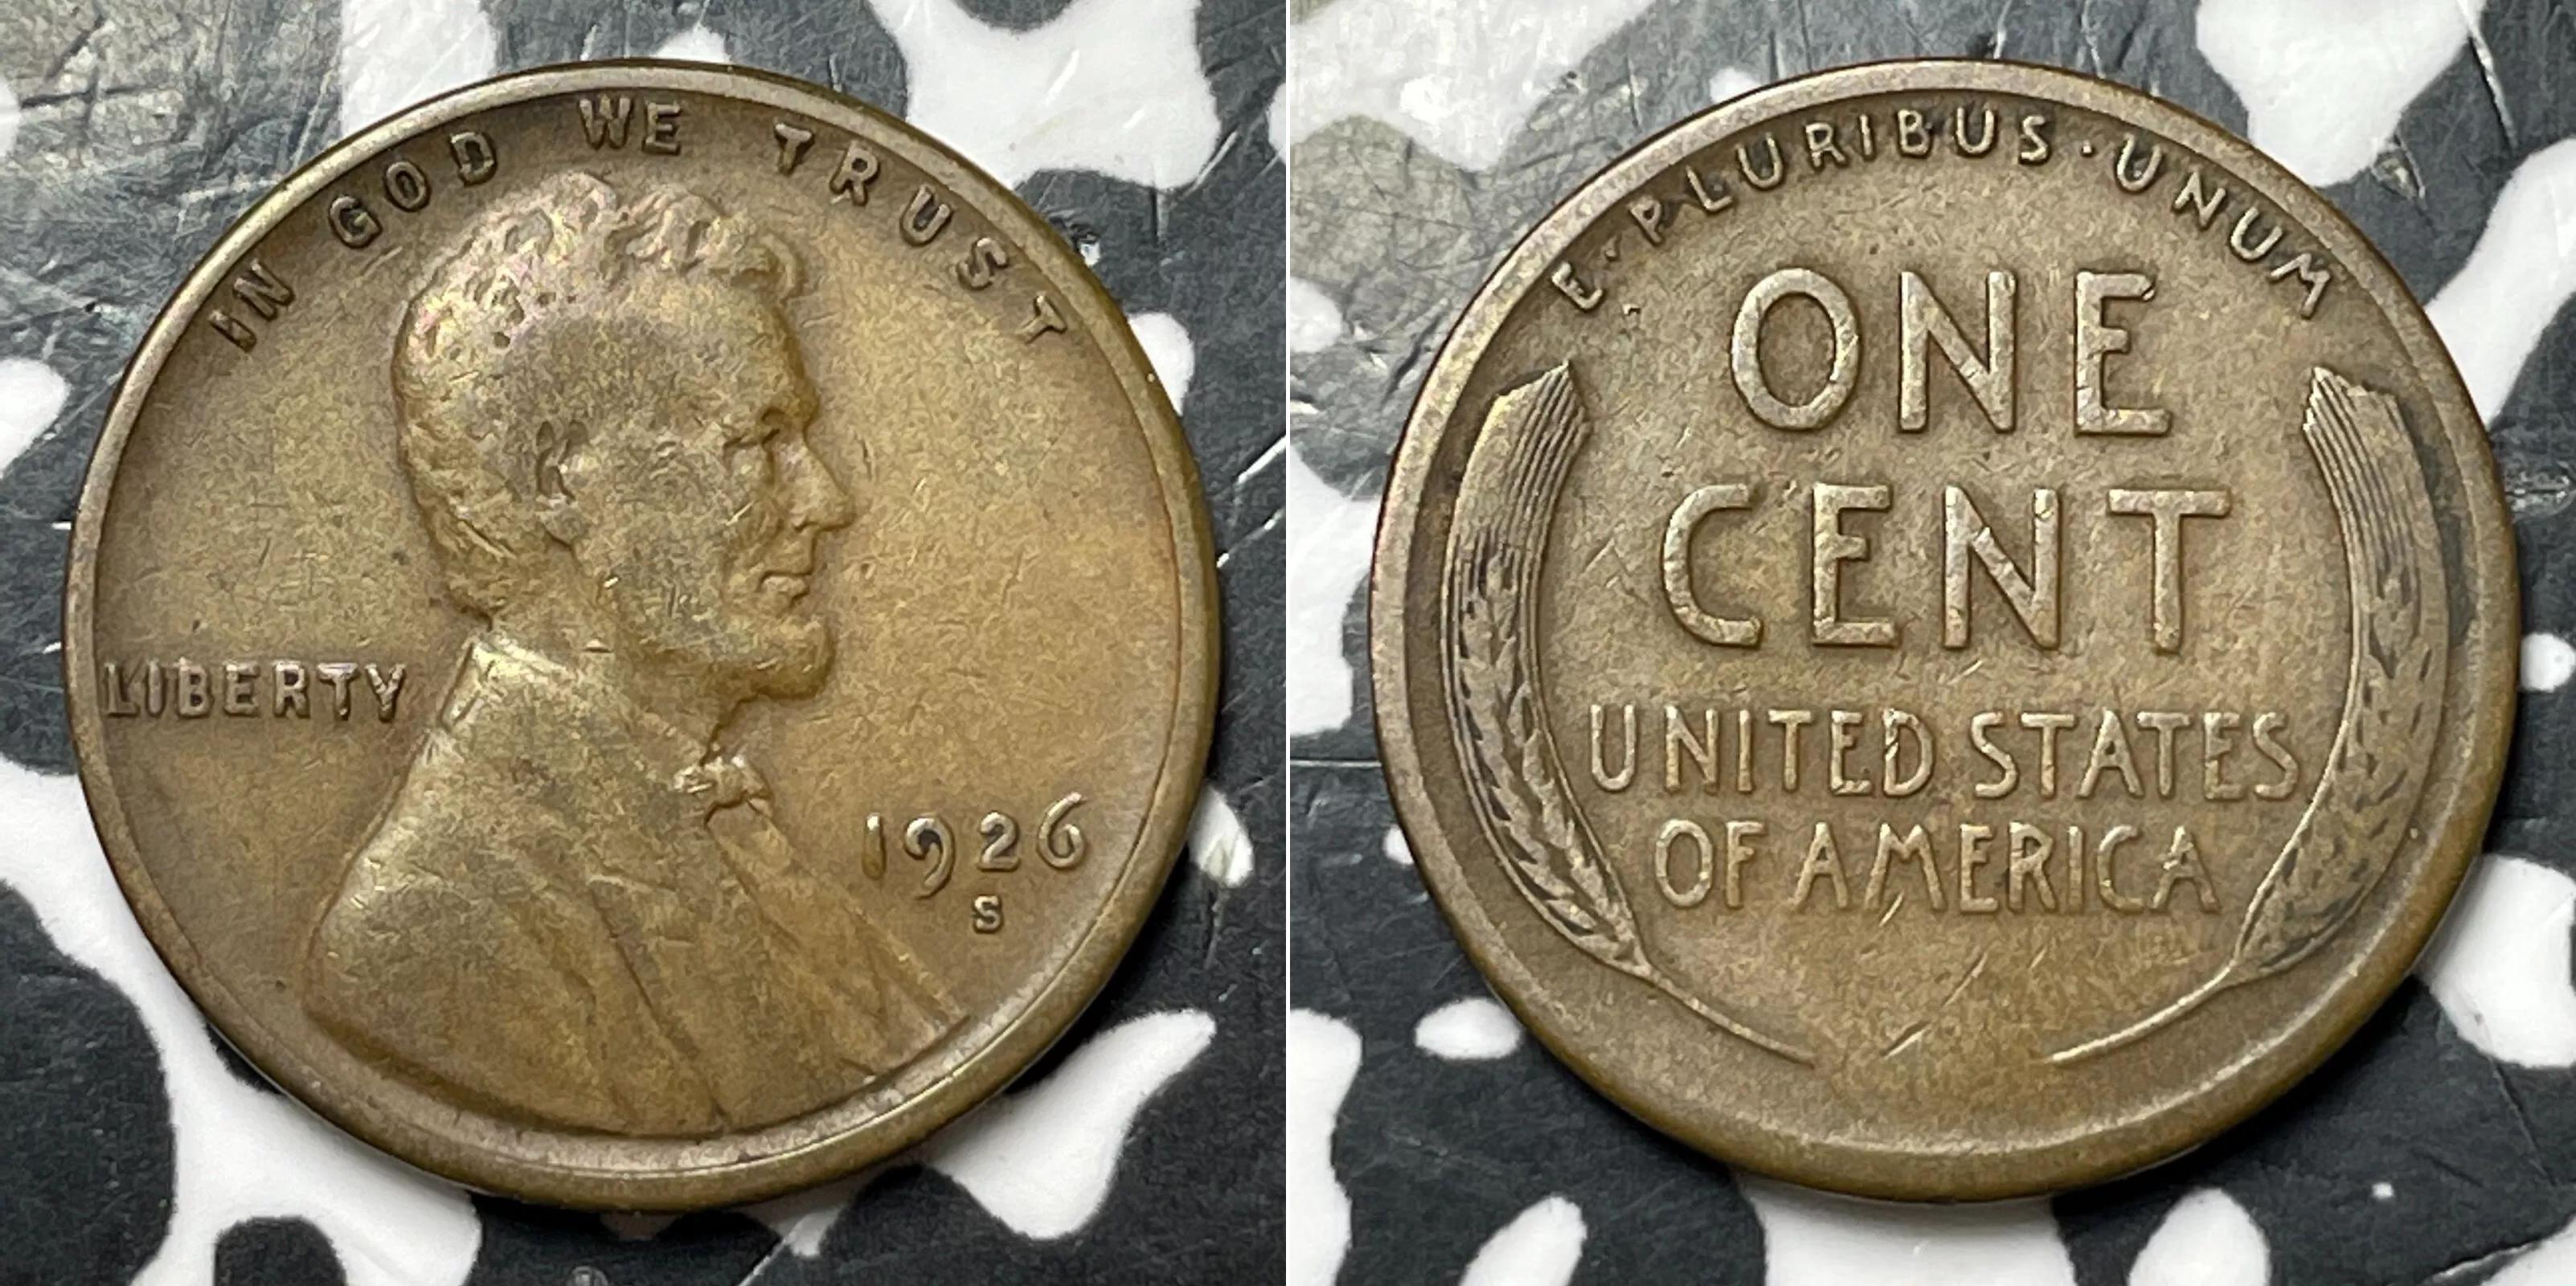 IN GOD WE TRUST
LIBERTY
1926
S
E·PLURIBUS·UNUM
ONE
CENT
UNITED STATES
OF AMERICA